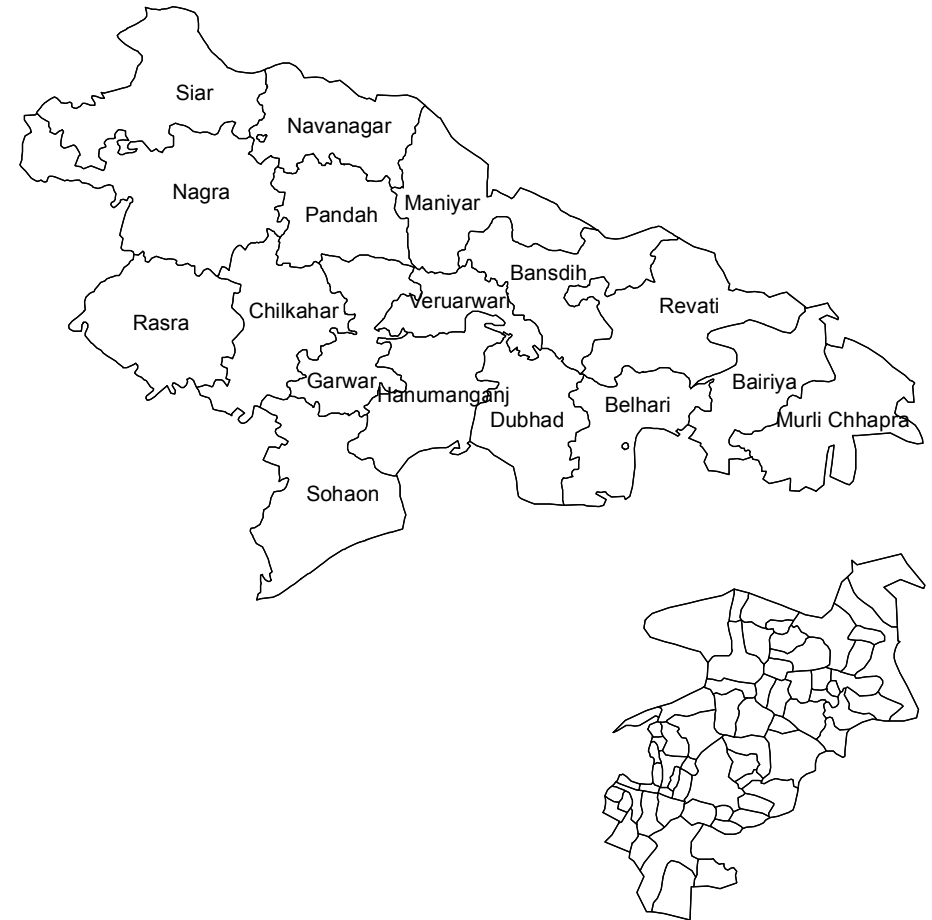 Siar
Navanagar
Nagra
Maniyar
Pandah
Bansdih
Veruarwari
Revati
Chilkahar
Rasra
Garwar
Bairiya
Hanumanganj
Belhari
Dubhad
Murli Chhapra
Sohaon